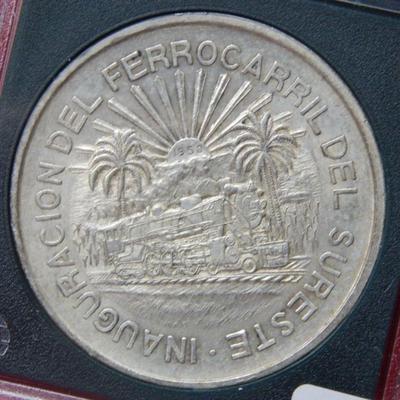 INAUGURACION DEL FERROCARRIL DEL SURESTE ·
1950